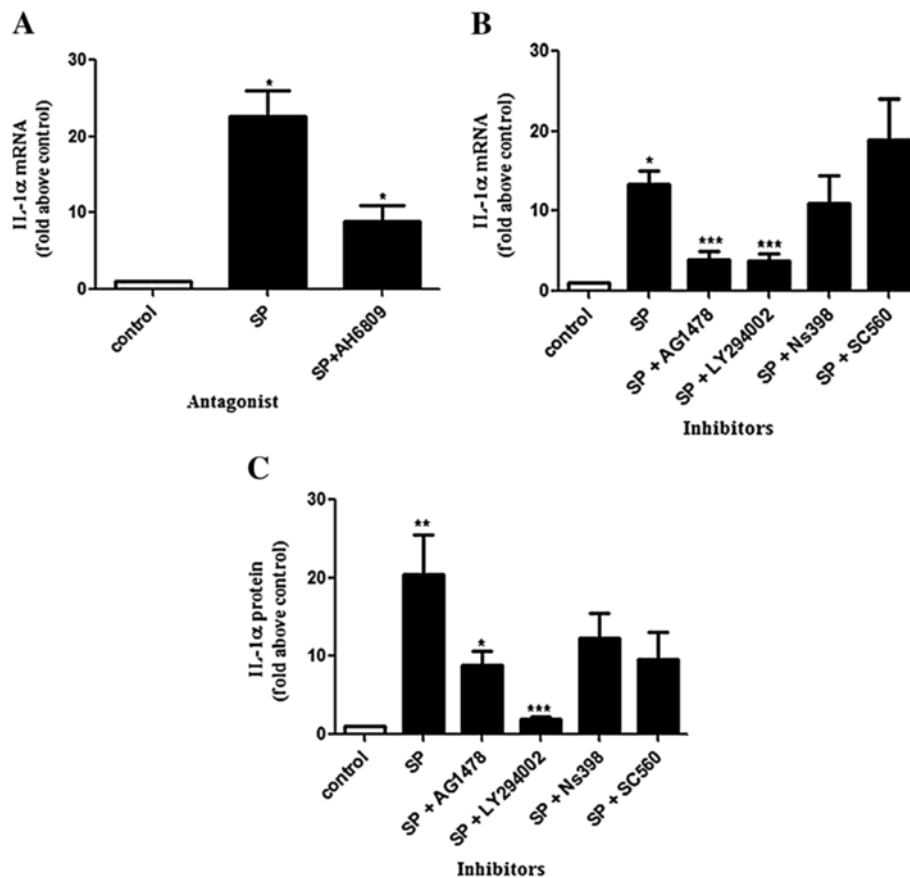 A
IL-1α mRNA
(fold above control)
30
20
10
0
*
*
control
SP
SP+AH6809
Antagonist
B
IL-1α mRNA
(fold above control)
30
20
10
0
*
***
***
control
SP
SP + AG1478
SP + LY294002
SP + Ns398
SP + SC560
Inhibitors
C
IL-1α protein
(fold above control)
30
20
10
0
**
*
***
control
SP
SP + AG1478
SP + LY294002
SP + Ns398
SP + SC560
Inhibitors